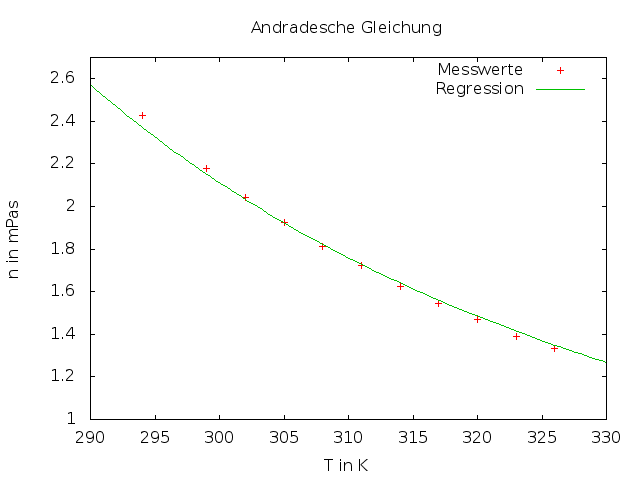 Andradesche Gleichung
Messwerte
Regression
n in mPas
2.6
2.4
2.2
2
1.8
1.6
1.4
1.2
1
290 295 300 305 310 315 320 325 330
T in K